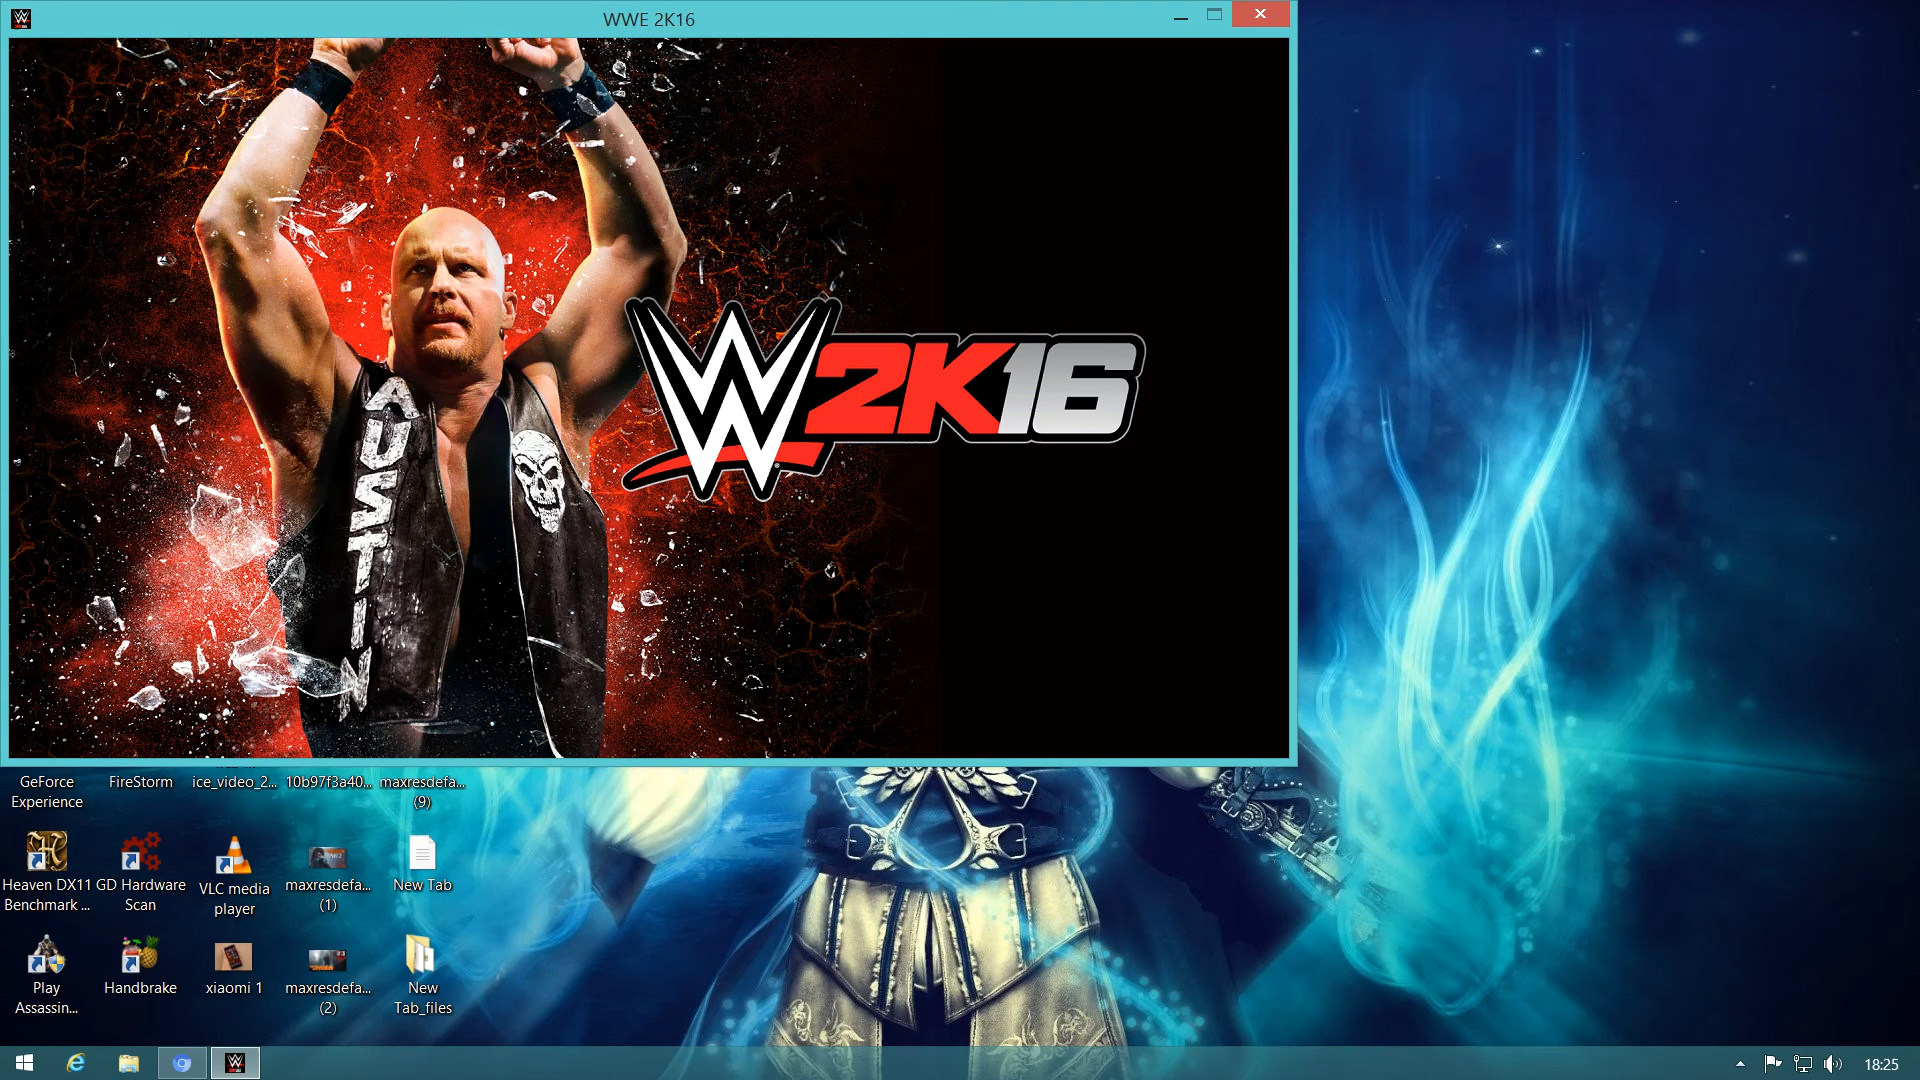 WWE 2K16
AUSTIN
W 2K16
GeForce
Experience
FireStorm
ice_video_2...
10b97f3a40...
maxresdefa...
(9)
Heaven DX11
Benchmark ...
GD Hardware
Scan
VLC media
player
maxresdefa...
(1)
New Tab
Play
Assassin...
Handbrake
xiaomi 1
maxresdefa...
(2)
New
Tab_files
18:25